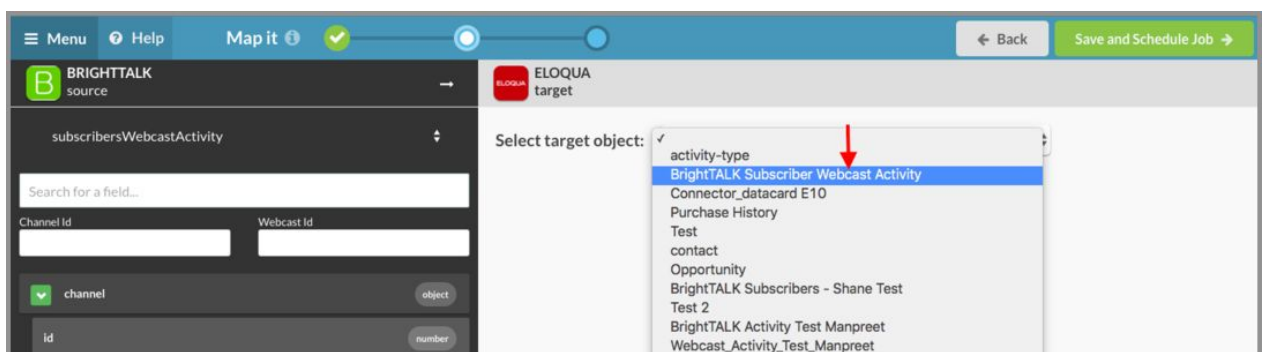 Menu Help Map it Back Save and Schedule Job
BRIGHTTALK
source
ELOQUA
ELOQUA
target
subscribersWebcastActivity
Select target object:
activity-type
BrightTALK Subscriber Webcast Activity
Connector_datacard E10
Purchase History
Test
contact
Opportunity
BrightTALK Subscribers - Shane Test
Test 2
BrightTALK Activity Test Manpreet
Webcast_Activity_Test_Manpreet
Search for a field...
Channel Id Webcast Id
channel object
id number